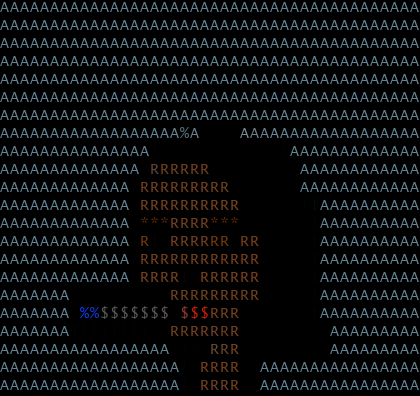 AAAAAAAAAAAAAAAAAAAAAAAAAAAAAAAAAAAAAAAAAA
AAAAAAAAAAAAAAAAAAAAAAAAAAAAAAAAAAAAAAAAAA
AAAAAAAAAAAAAAAAAAAAAAAAAAAAAAAAAAAAAAAAAA
AAAAAAAAAAAAAAAAAAAAAAAAAAAAAAAAAAAAAAAAAA
AAAAAAAAAAAAAAAAAAAAAAAAAAAAAAAAAAAAAAAAAA
AAAAAAAAAAAAAAAAAAAAAAAAAAAAAAAAAAAAAAAAAA
AAAAAAAAAAAAAAAAAAAAAAAAAAAAAAAAAAAAAAAAAA
AAAAAAAAAAAAAAAAAA%A    AAAAAAAAAAAAAAAAAA
AAAAAAAAAAAAAAA              AAAAAAAAAAAAA
AAAAAAAAAAAAAA RRRRRR         AAAAAAAAAAAA
AAAAAAAAAAAAA RRRRRRRRR       AAAAAAAAAAAA
AAAAAAAAAAAAA RRRRRRRRRR        AAAAAAAAAA
AAAAAAAAAAAAA ***RRRR***        AAAAAAAAAA
AAAAAAAAAAAAA R  RRRRRR RR      AAAAAAAAAA
AAAAAAAAAAAAA RRRRRRRRRRRR      AAAAAAAAAA
AAAAAAAAAAAAA RRRR  RRRRRR      AAAAAAAAAA
AAAAAAA          RRRRRRRRR      AAAAAAAAAA
AAAAAAA %%$$$$$$$ $$$RRR        AAAAAAAAAA
AAAAAAA          RRRRRRR         AAAAAAAAA
AAAAAAAAAAAAAAAAA    RRR         AAAAAAAAA
AAAAAAAAAAAAAAAAAA  RRRR  AAAAAAAAAAAAAAAA
AAAAAAAAAAAAAAAAAA  RRRR  AAAAAAAAAAAAAAAA